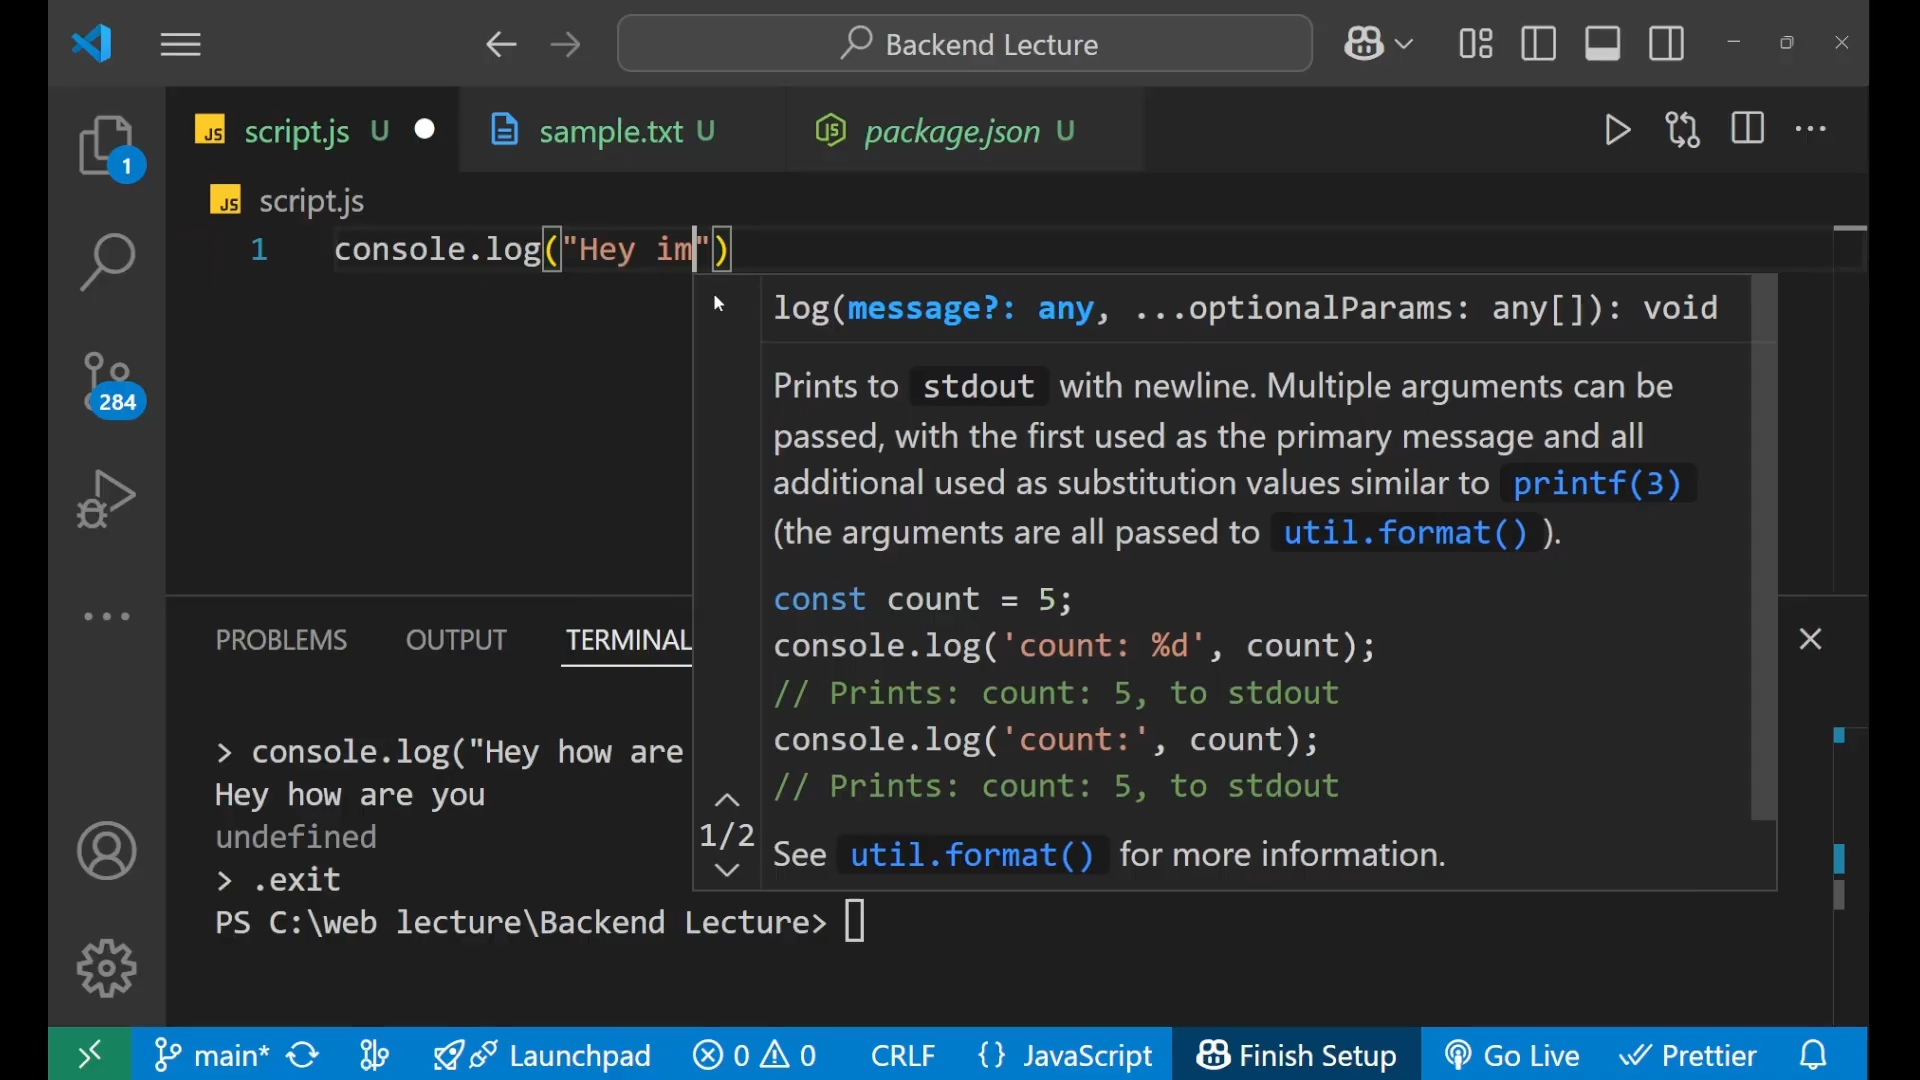 Backend Lecture
script.js U
sample.txt U
package.json U
1
script.js
1 console.log("Hey im")
284
log(message?: any, ...optionalParams: any[]): void
Prints to stdout with newline. Multiple arguments can be
passed, with the first used as the primary message and all
additional used as substitution values similar to printf(3)
(the arguments are all passed to util.format() ).
const count = 5;
console.log('count: %d', count);
// Prints: count: 5, to stdout
console.log('count:', count);
// Prints: count: 5, to stdout
1/2
See util.format() for more information.
PROBLEMS OUTPUT TERMINAL
> console.log("Hey how are
Hey how are you
undefined
> .exit
PS C:\web lecture\Backend Lecture>
main* Launchpad 0 0 CRLF {} JavaScript Finish Setup Go Live Prettier